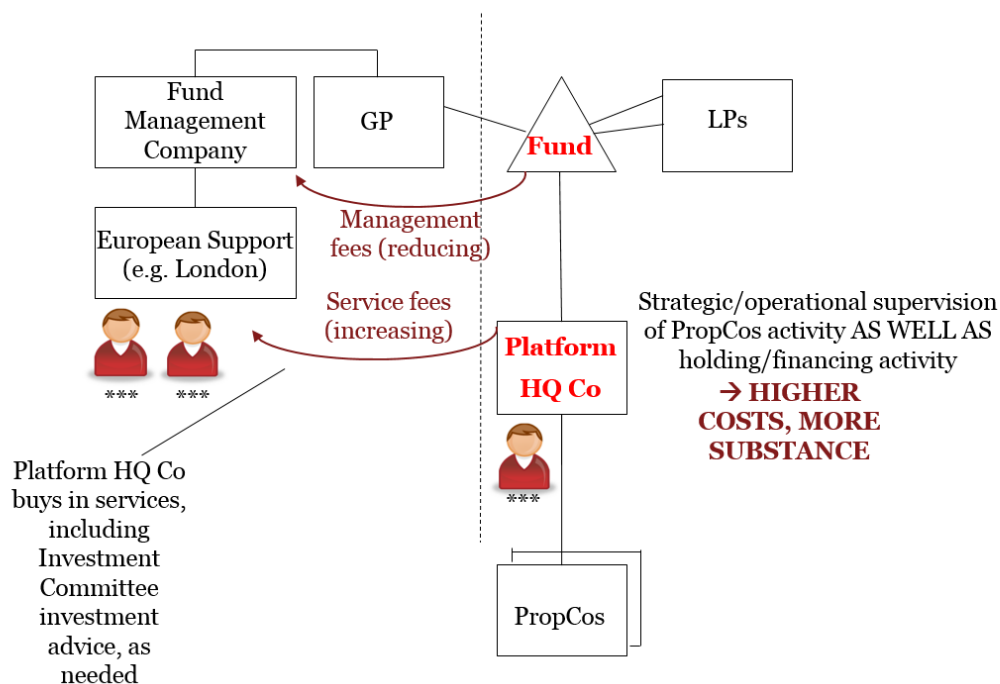 Fund
Management
Company
GP
Fund
LPs
Management
fees (reducing)
European Support
(e.g. London)
Service fees
(increasing)
Strategic/operational supervision
of PropCos activity AS WELL AS
holding/financing activity
→ HIGHER
COSTS, MORE
SUBSTANCE
Platform
HQ Co
***
***
***
Platform HQ Co
buys in services,
including
Investment
Committee
investment
advice, as
needed
PropCos